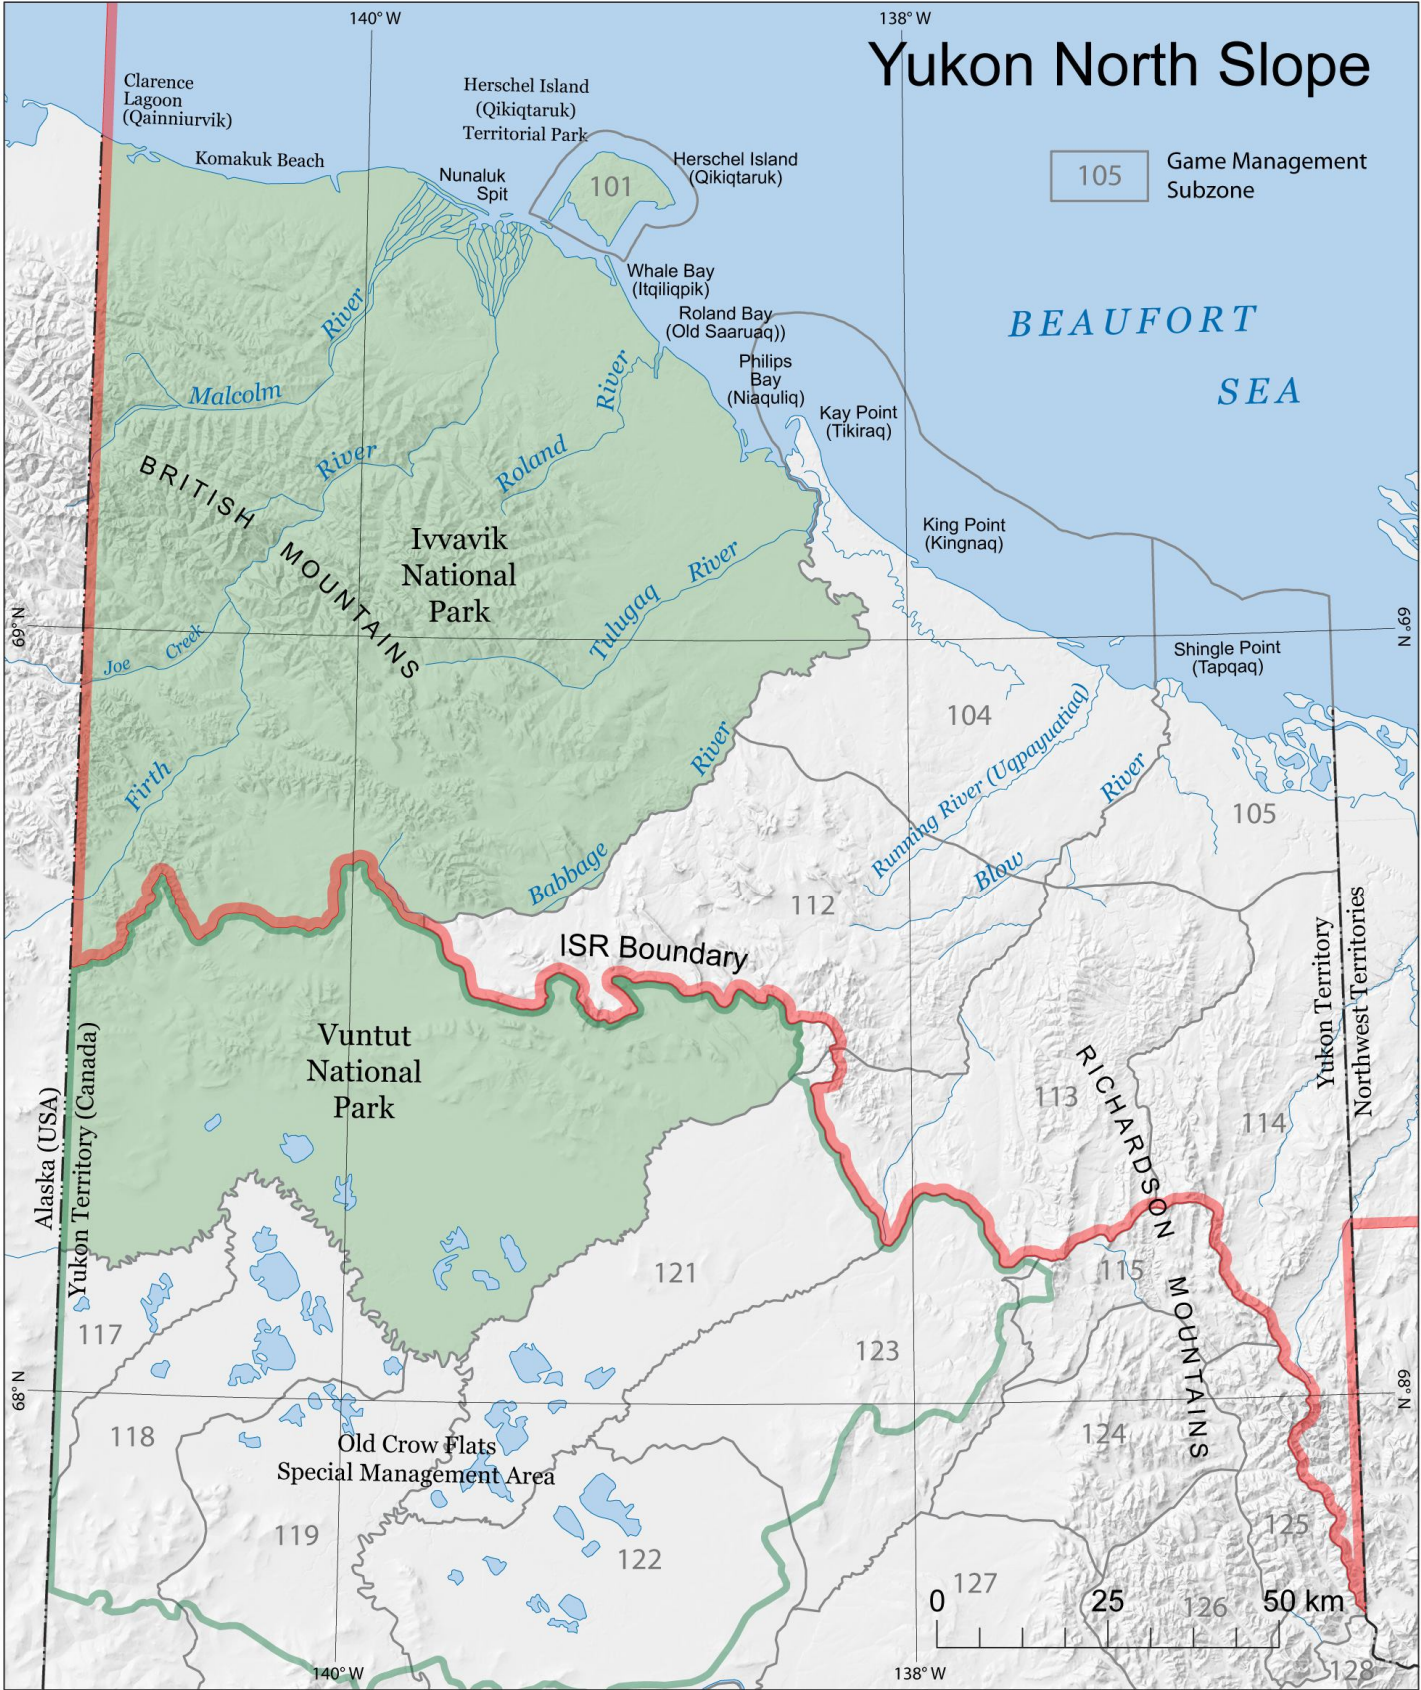 140° W
138° W
Yukon North Slope
Clarence
Lagoon
(Qainniurvik)
Herschel Island
(Qikiqtaruk)
Territorial Park
Komakuk Beach
Nunaluk
Spit
101
Herschel Island
(Qikiqtaruk)
105
Game Management
Subzone
Whale Bay
(Itqiliqpik)
Roland Bay
(Old Saaruaq))
Philips
Bay
(Niaquliq)
Kay Point
(Tikiraq)
BEAUFORT
SEA
Malcolm
River
River
Roland
River
BRITISH
MOUNTAINS
Ivvavik
National
Park
King Point
(Kingnaq)
Tulugaq
River
69° N
69° N
Joe
Creek
Shingle Point
(Tapqaq)
104
Firth
Babbage
River
Running River (Uqpayuatiaq)
Blow
River
105
112
ISR Boundary
Yukon Territory
Northwest Territories
Vuntut
National
Park
Alaska (USA)
Yukon Territory (Canada)
RICHARDSON
MOUNTAINS
113
114
121
115
117
123
68° N
68° N
118
124
Old Crow Flats
Special Management Area
119
122
125
127
126
0
25
50 km
128
140° W
138° W